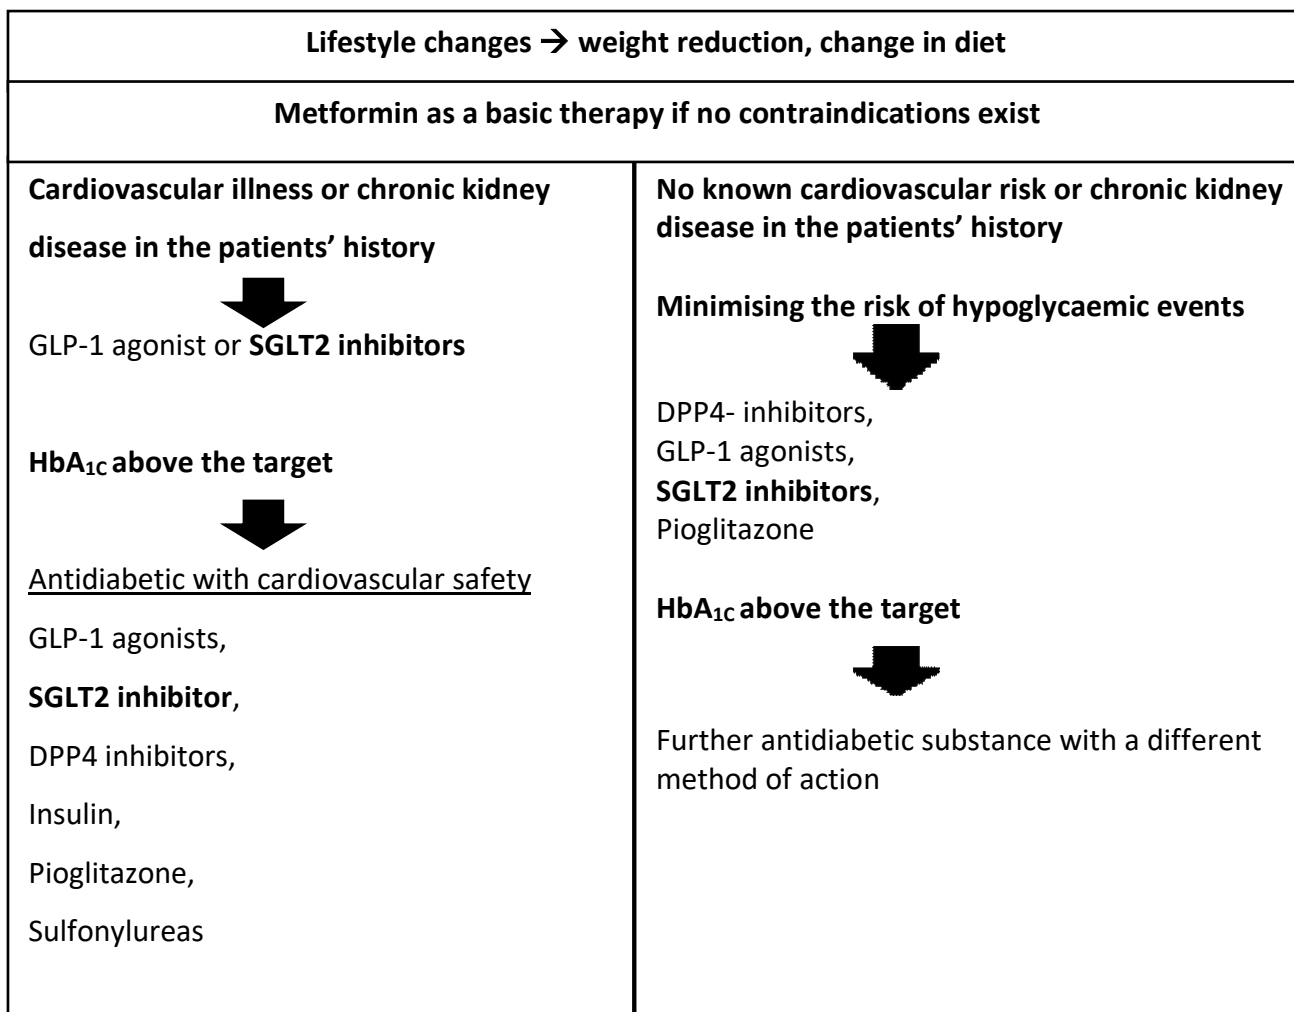 Lifestyle changes → weight reduction, change in diet
Metformin as a basic therapy if no contraindications exist
Cardiovascular illness or chronic kidney
disease in the patients’ history
GLP-1 agonist or SGLT2 inhibitors
HbA1C above the target
Antidiabetic with cardiovascular safety
GLP-1 agonists,
SGLT2 inhibitor,
DPP4 inhibitors,
Insulin,
Pioglitazone,
Sulfonylureas
No known cardiovascular risk or chronic kidney
disease in the patients’ history
Minimising the risk of hypoglycaemic events
DPP4- inhibitors,
GLP-1 agonists,
SGLT2 inhibitors,
Pioglitazone
HbA1C above the target
Further antidiabetic substance with a different
method of action